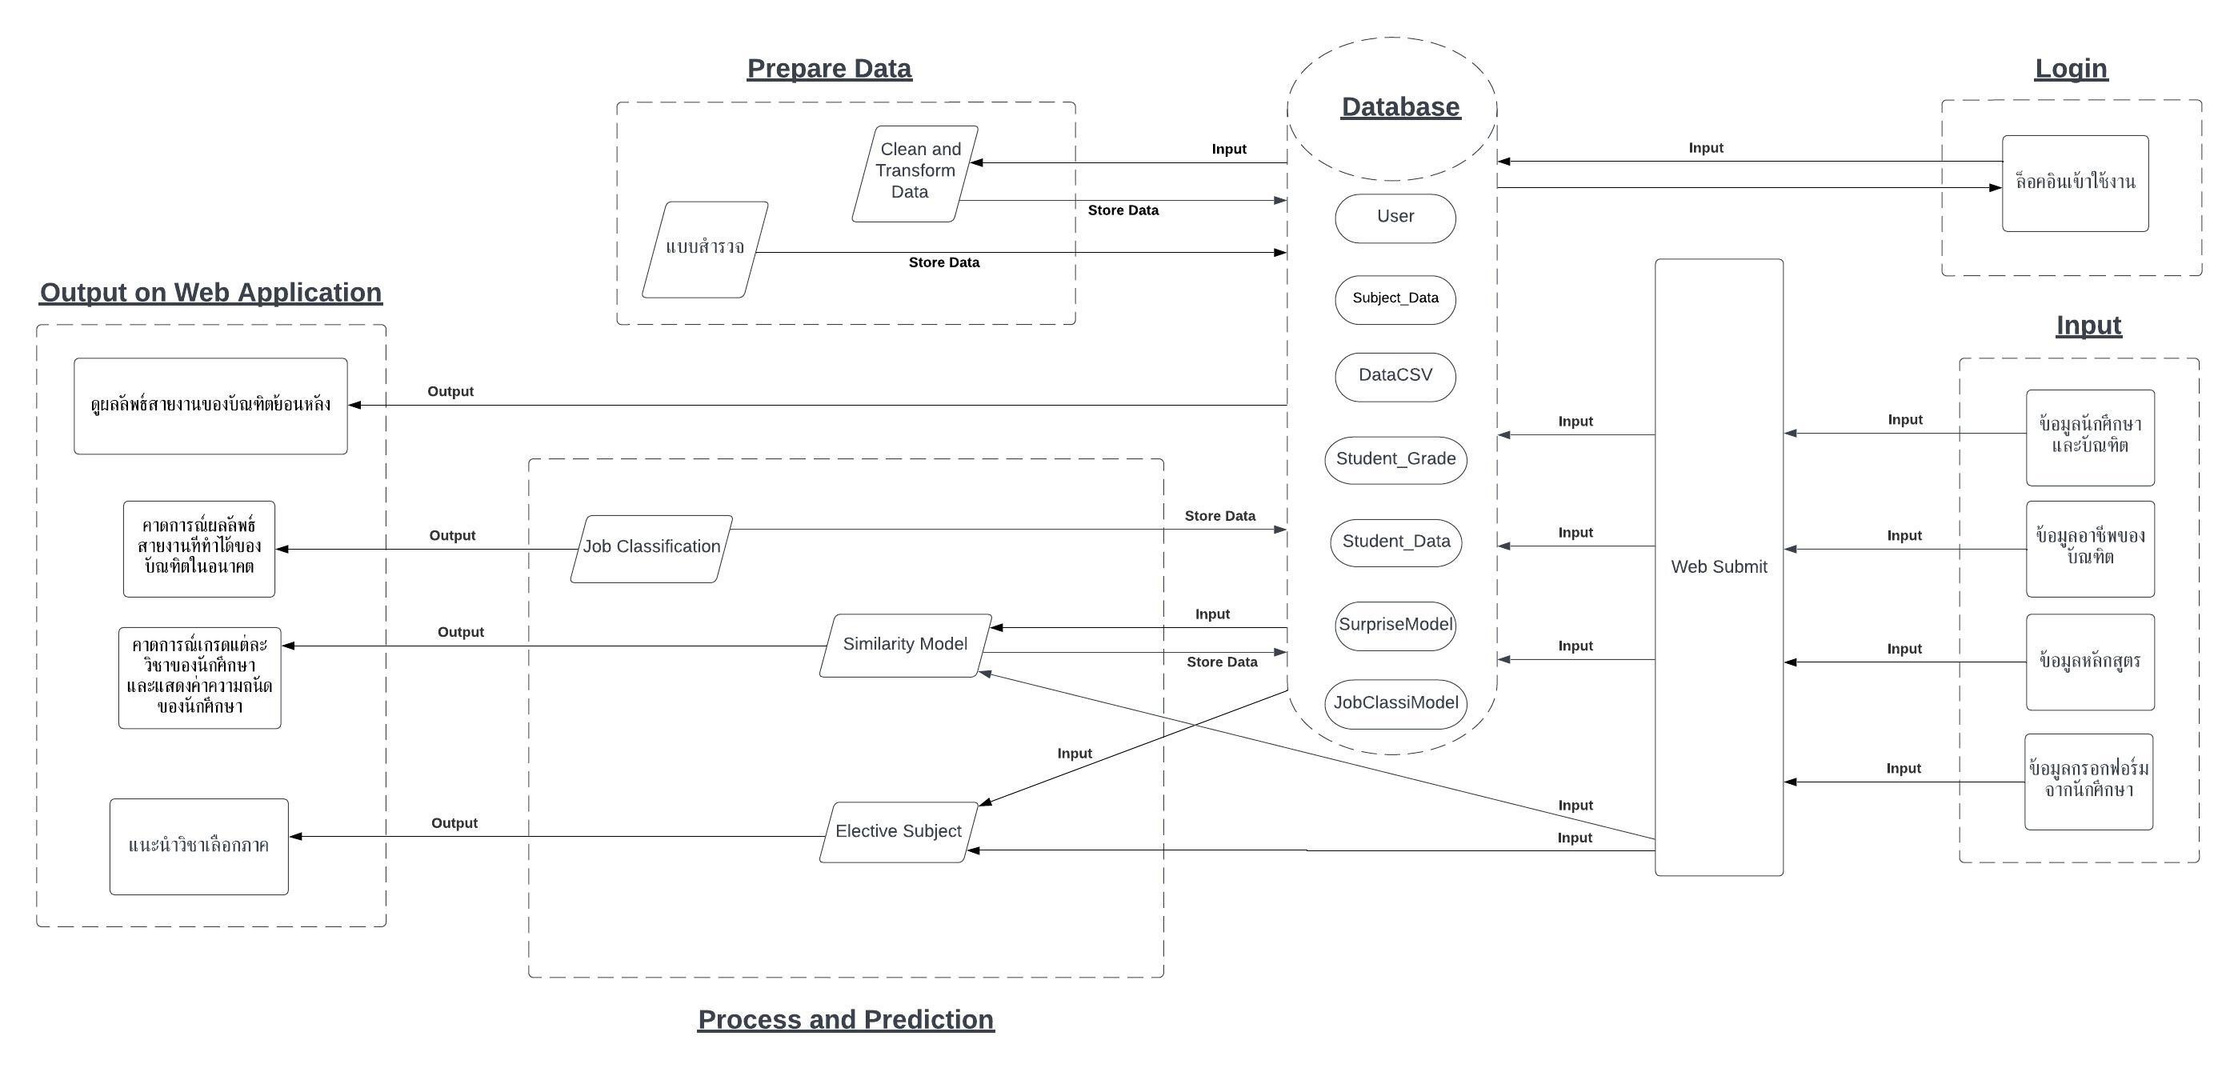 Prepare Data
Clean and
Transform
Data
แบบสำรวจ
Input
Store Data
Store Data
Database
User
Subject_Data
DataCSV
Student_Grade
Student_Data
SurpriseModel
JobClassiModel
Login
Input
ล็อคอินเข้าใช้งาน
Output on Web Application
ดูผลลัพธ์สายงานของบัณฑิตย้อนหลัง
Output
คาดการณ์ผลลัพธ์
สายงานที่ทำได้ของ
บัณฑิตในอนาคต
Output
คาดการณ์เกรดแต่ละ
วิชาของนักศึกษา
และแสดงค่าความถนัด
ของนักศึกษา
Output
แนะนำวิชาเลือกภาค
Output
Job Classification
Store Data
Similarity Model
Input
Store Data
Input
Elective Subject
Process and Prediction
Input
Input
Input
Input
Input
Web Submit
Input
ข้อมูลนักศึกษา
และบัณฑิต
Input
ข้อมูลอาชีพของ
บัณฑิต
Input
ข้อมูลหลักสูตร
Input
ข้อมูลกรอกฟอร์ม
จากนักศึกษา
Input